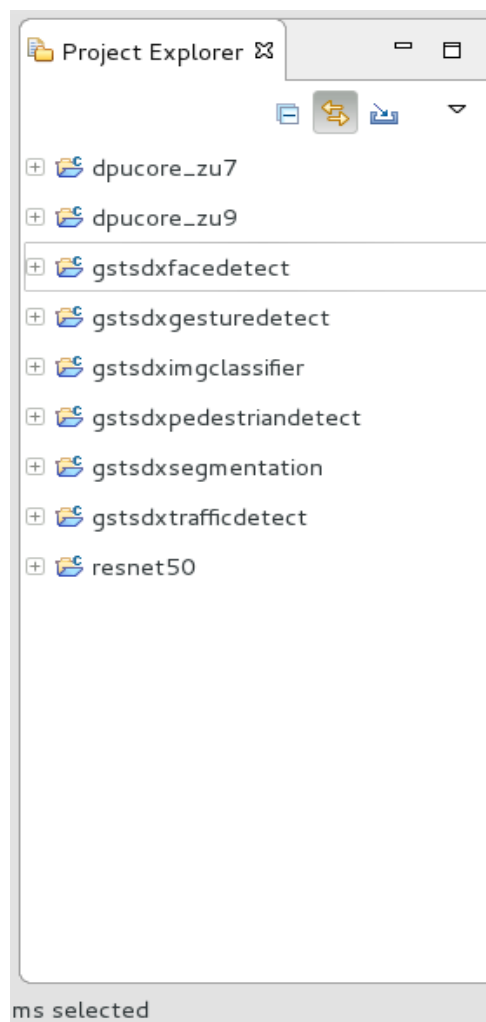 Project Explorer
dpucore_zu7
dpucore_zu9
gstsdxfacedetect
gstsdxgesturedetect
gstsdximgclassifier
gstsdxpedestriandetect
gstsdxsegmentation
gstsdxtrafficdetect
resnet50
ms selected